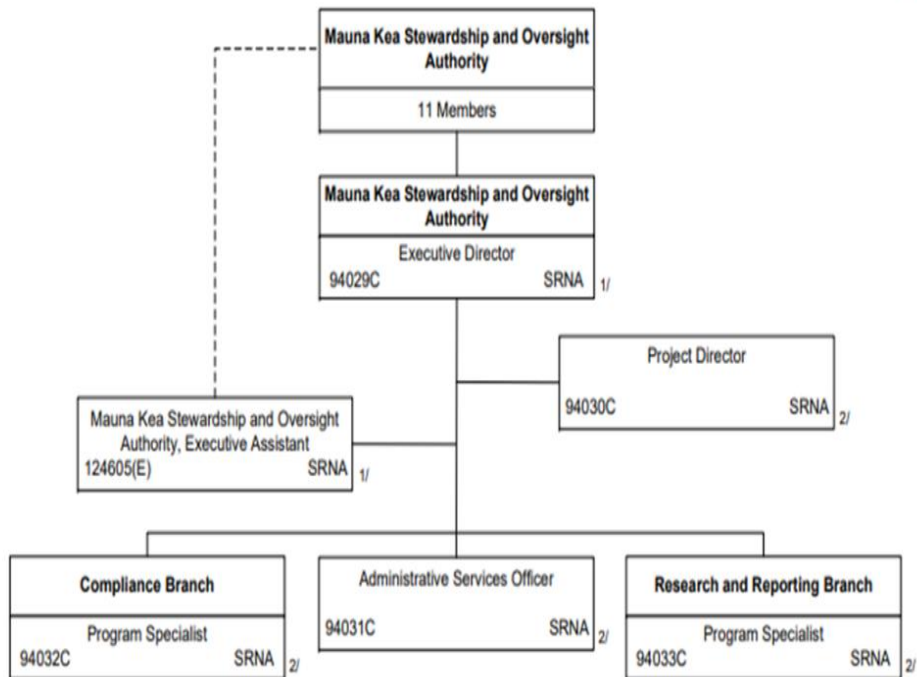 Mauna Kea Stewardship and Oversight
Authority
11 Members
Mauna Kea Stewardship and Oversight
Authority
Executive Director
94029C SRNA 1/
Project Director
94030C SRNA 2/
Mauna Kea Stewardship and Oversight
Authority, Executive Assistant
124605(E) SRNA 1/
Compliance Branch
Program Specialist
94032C SRNA 2/
Administrative Services Officer
94031C SRNA 2/
Research and Reporting Branch
Program Specialist
94033C SRNA 2/